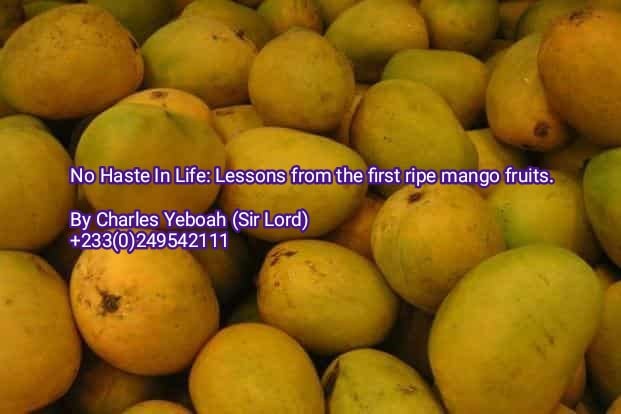 No Haste In Life: Lessons from the first ripe mango fruits.
By Charles Yeboah (Sir Lord)
+233(0)249542111